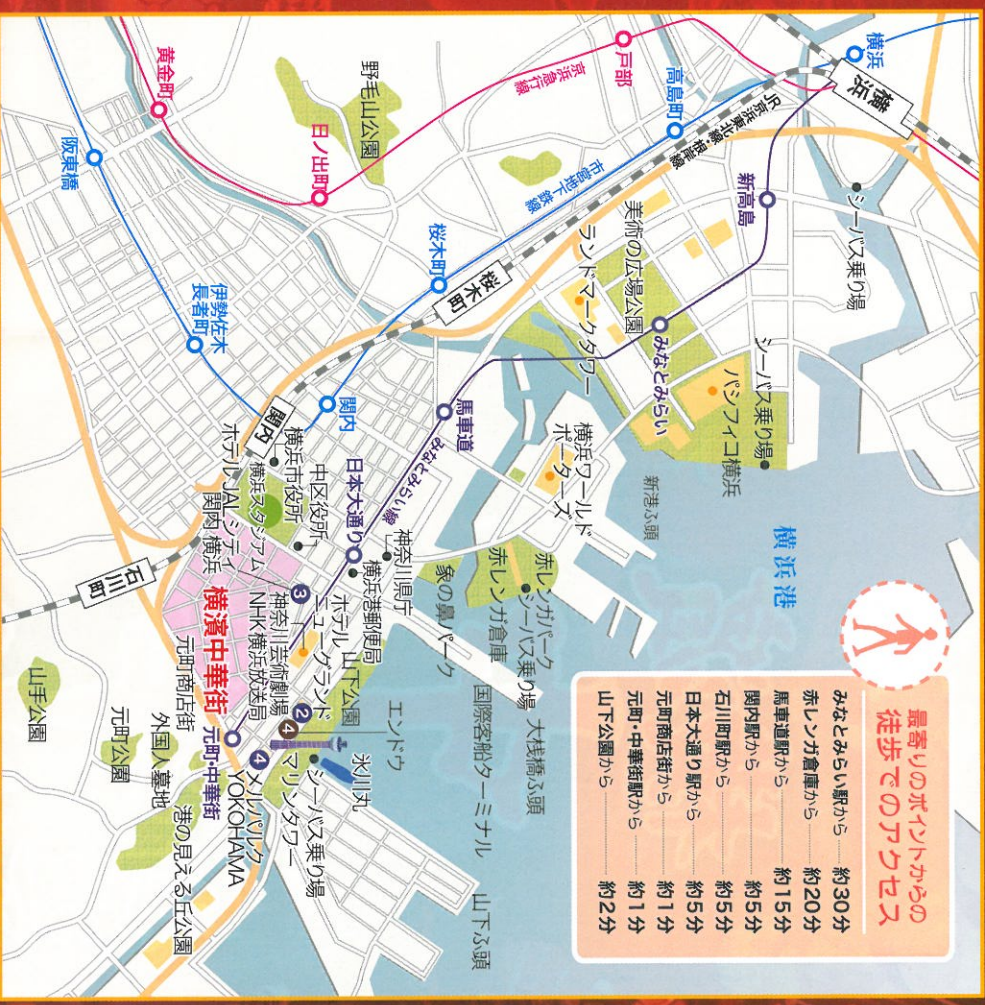 最寄りのポイントからの
徒歩でのアクセス
みなとみらい駅から 約30分
赤レンガ倉庫から 約20分
馬車道駅から 約15分
関内駅から 約5分
石川町駅から 約5分
日本大通り駅から 約5分
元町商店街から 約1分
元町・中華街駅から 約1分
山下公園から 約2分
横浜
横浜
高島町
戸部
京浜急行線
JR京浜東北線・根岸線
市営地下鉄線
新高島
シーバス乗り場
野毛山公園
日ノ出町
黄金町
阪東橋
伊勢佐木
長者町
桜木町
桜木町
美術の広場公園
ランドマークタワー
みなとみらい
シーバス乗り場
パシフィコ横浜
横浜港
新港ふ頭
横浜ワールド
ポーターズ
馬車道
みなとみらい線
関内
関内
横浜市役所
横浜スタジアム
ホテルJALシティ
関内 横浜
中区役所
日本大通り
神奈川県庁
横浜港郵便局
象の鼻パーク
赤レンガパーク
シーバス乗り場
赤レンガ倉庫
大桟橋ふ頭
国際客船ターミナル
石川町
横濱中華街
3
神奈川芸術劇場
NHK横浜放送局
ホテル
ニューグランド
山下公園
2
4
エンドウ
氷川丸
シーバス乗り場
マリンタワー
4
メルパルク
YOKOHAMA
元町・中華街
元町商店街
外国人墓地
元町公園
山手公園
港の見える丘公園
山下ふ頭